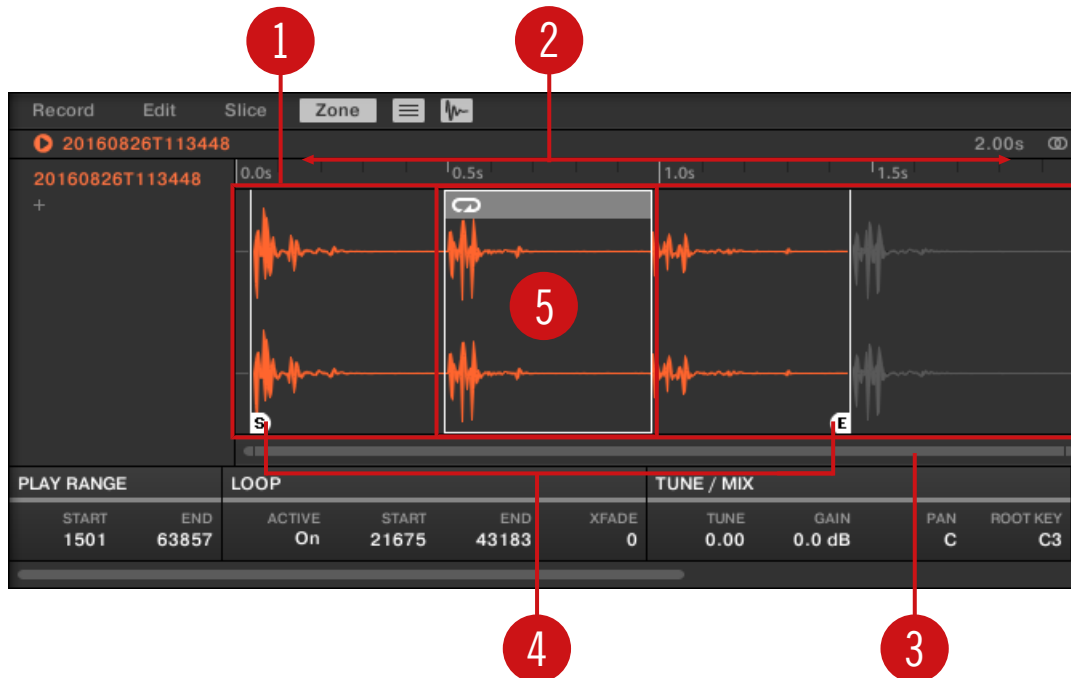 1 2
Record Edit Slice Zone
20160826T113448 2.00s
20160826T113448 0.0s 0.5s 1.0s 1.5s
+
5
S E
PLAY RANGE LOOP TUNE / MIX
START END ACTIVE START END XFADE TUNE GAIN PAN ROOT KEY
1501 63857 On 21675 43183 0 0.00 0.0 dB C C3
4 3